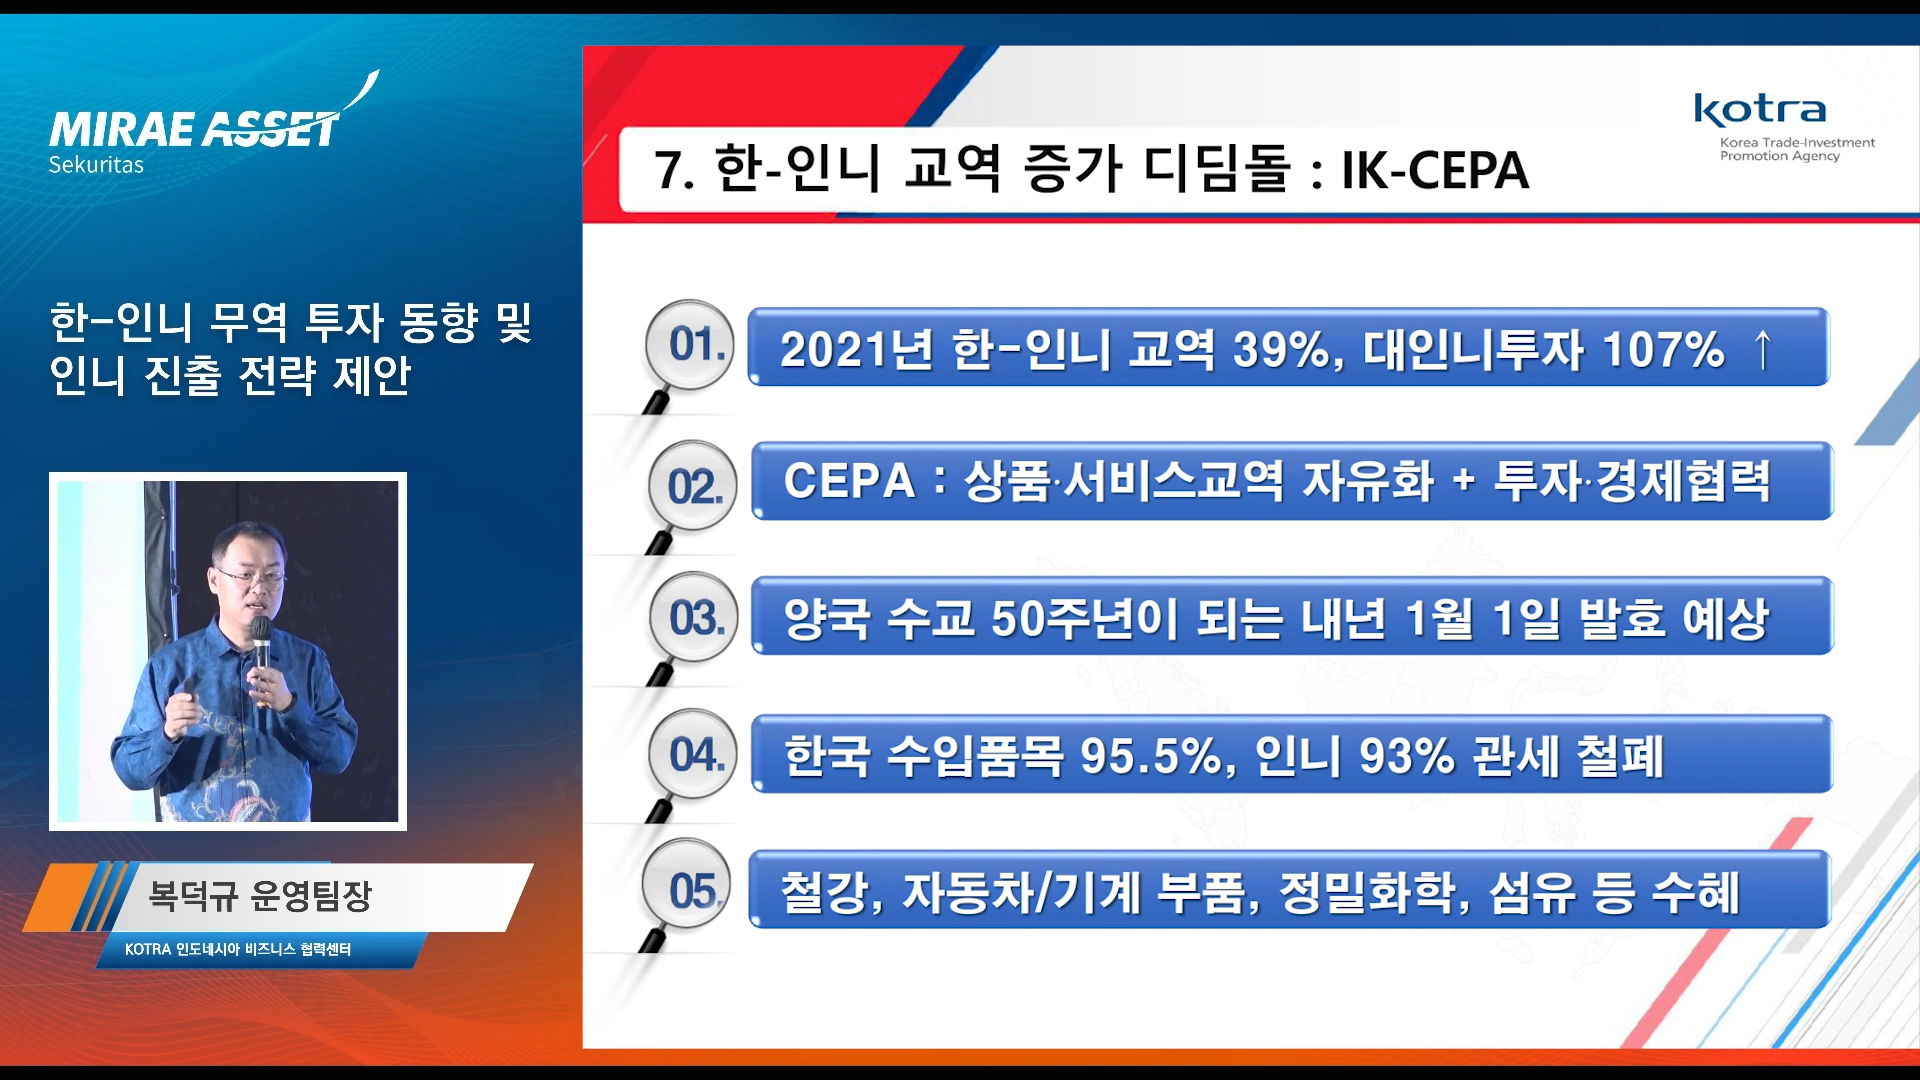 MIRAE ASSET
Sekuritas
한-인니 무역 투자 동향 및
인니 진출 전략 제안
복덕규 운영팀장
KOTRA 인도네시아 비즈니스 협력센터
kotra
Korea Trade-Investment
Promotion Agency
7. 한-인니 교역 증가 디딤돌 : IK-CEPA
01. 2021년 한-인니 교역 39%, 대인니투자 107% ↑
02. CEPA : 상품·서비스교역 자유화 + 투자·경제협력
03. 양국 수교 50주년이 되는 내년 1월 1일 발효 예상
04. 한국 수입품목 95.5%, 인니 93% 관세 철폐
05. 철강, 자동차/기계 부품, 정밀화학, 섬유 등 수혜